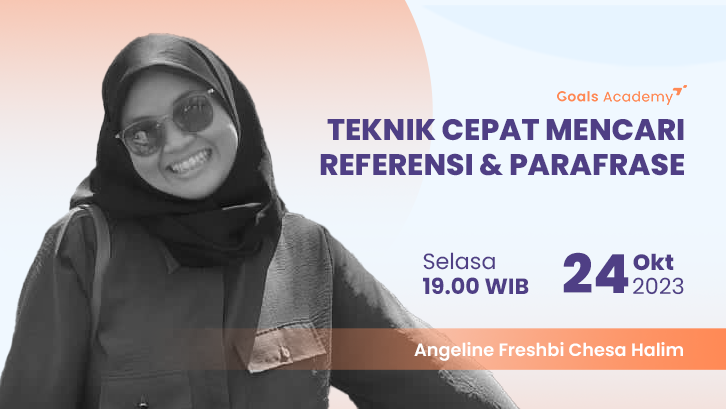 Goals Academy
TEKNIK CEPAT MENCARI
REFERENSI & PARAFRASE
Selasa
19.00 WIB
24 Okt
2023
Angeline Freshbi Chesa Halim